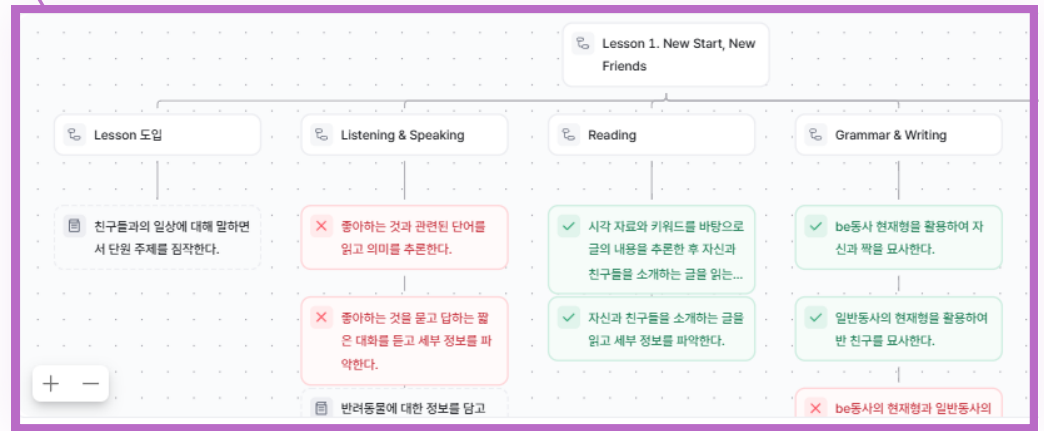 Lesson 1. New Start, New
Friends
Lesson 도입
Listening & Speaking
Reading
Grammar & Writing
친구들과의 일상에 대해 말하면
서 단원 주제를 짐작한다.
좋아하는 것과 관련된 단어를
읽고 의미를 추론한다.
좋아하는 것을 묻고 답하는 짧
은 대화를 듣고 세부 정보를 파
악한다.
반려동물에 대한 정보를 담고
시각 자료와 키워드를 바탕으로
글의 내용을 추론한 후 자신과
친구들을 소개하는 글을 읽는...
자신과 친구들을 소개하는 글을
읽고 세부 정보를 파악한다.
be동사 현재형을 활용하여 자
신과 짝을 묘사한다.
일반동사의 현재형을 활용하여
반 친구를 묘사한다.
be동사의 현재형과 일반동사의